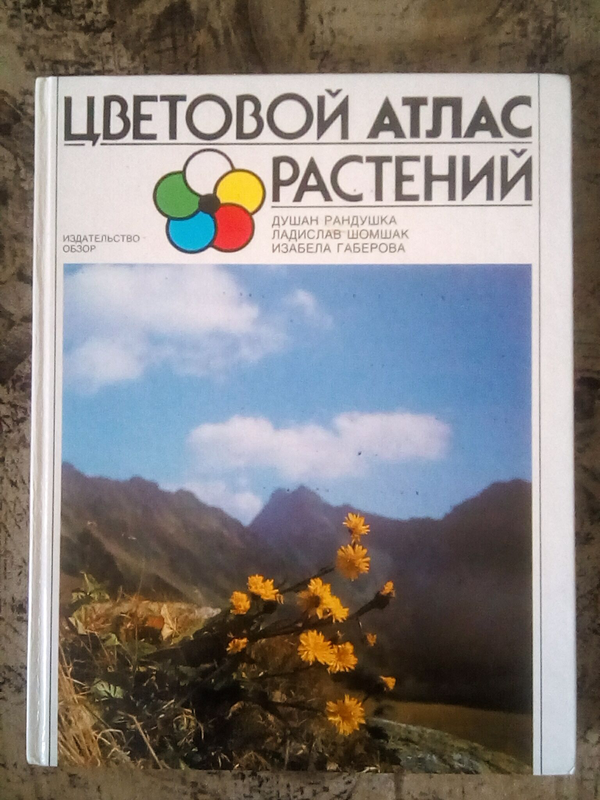 ЦВЕТОВОЙ АТЛАС
РАСТЕНИЙ
ДУШАН РАНДУШКА
ЛАДИСЛАВ ШОМШАК
ИЗАБЕЛА ГАБЕРОВА
ИЗДАТЕЛЬСТВО
ОБЗОР